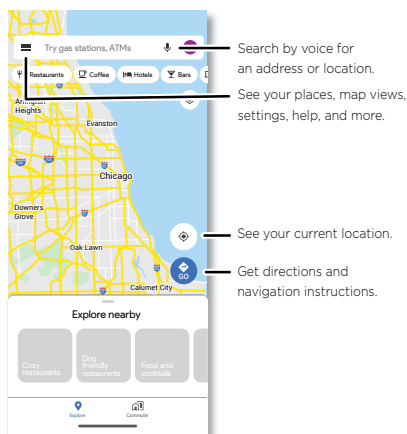 Try gas stations, ATMs
Restaurants
Coffee
Hotels
Bars
Search by voice for
an address or location.
See your places, map views,
settings, help, and more.
Arlington
Heights
Evanston
Chicago
Downers
Grove
Oak Lawn
See your current location.
GO
Get directions and
navigation instructions.
Calumet City
Explore nearby
Cozy
restaurants
Dog
friendly
restaurants
Food and
cocktails
Explore
Commute